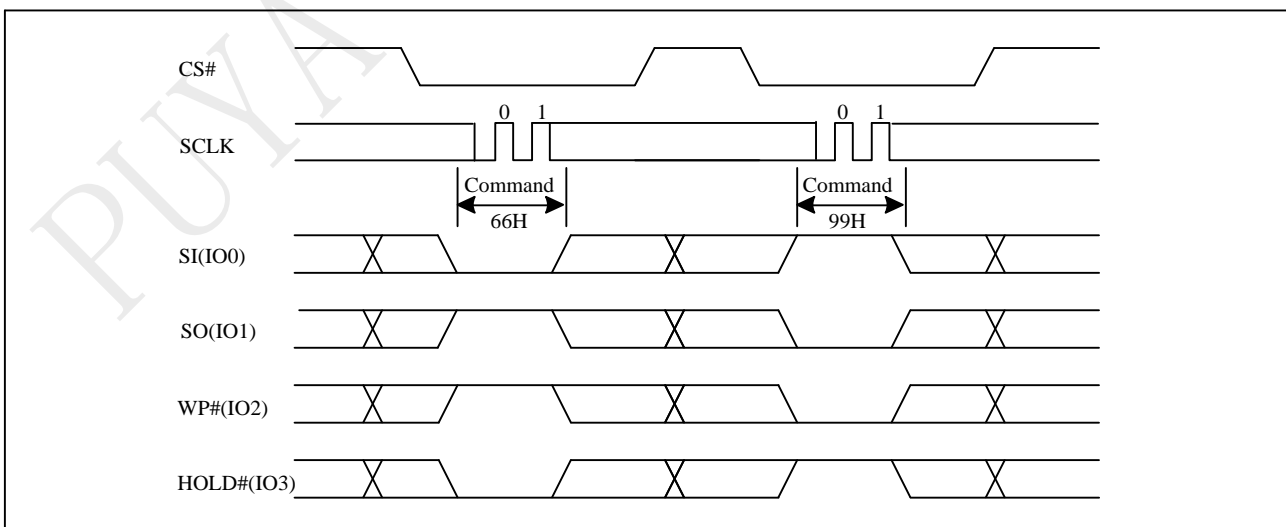 PUYA
CS#
0 1 0 1
SCLK
Command Command
66H 99H
SI(IO0)
SO(IO1)
WP#(IO2)
HOLD#(IO3)